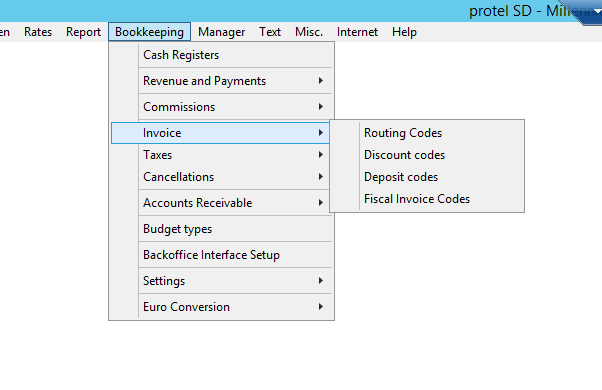 protel SD -
en Rates Report Bookkeeping Manager Text Misc. Internet Help
Cash Registers
Revenue and Payments
Commissions
Invoice
Taxes
Cancellations
Accounts Receivable
Budget types
Backoffice Interface Setup
Settings
Euro Conversion
Routing Codes
Discount codes
Deposit codes
Fiscal Invoice Codes